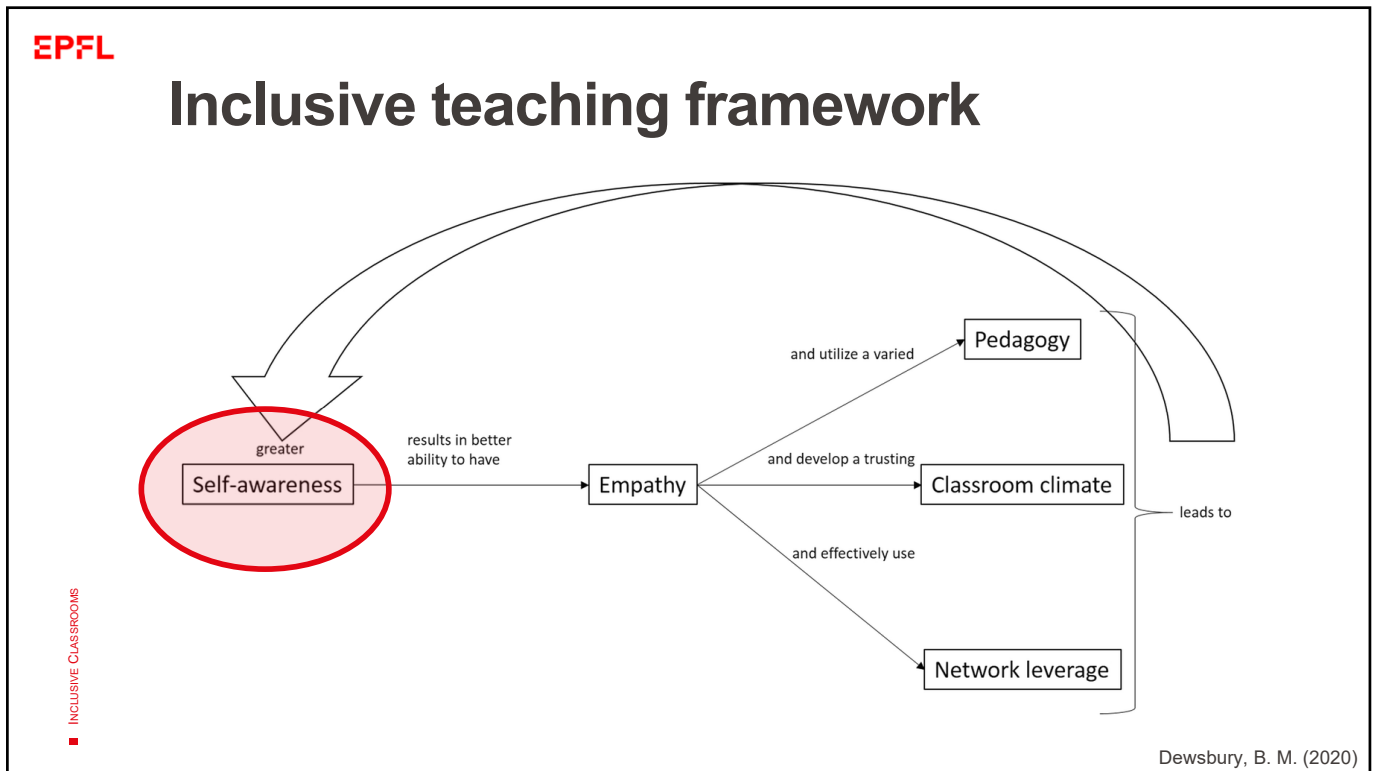 EPFL
Inclusive teaching framework
and utilize a varied
Pedagogy
greater
Self-awareness
results in better
ability to have
Empathy
and develop a trusting
Classroom climate
leads to
and effectively use
Network leverage
INCLUSIVE CLASSROOMS
Dewsbury, B. M. (2020)